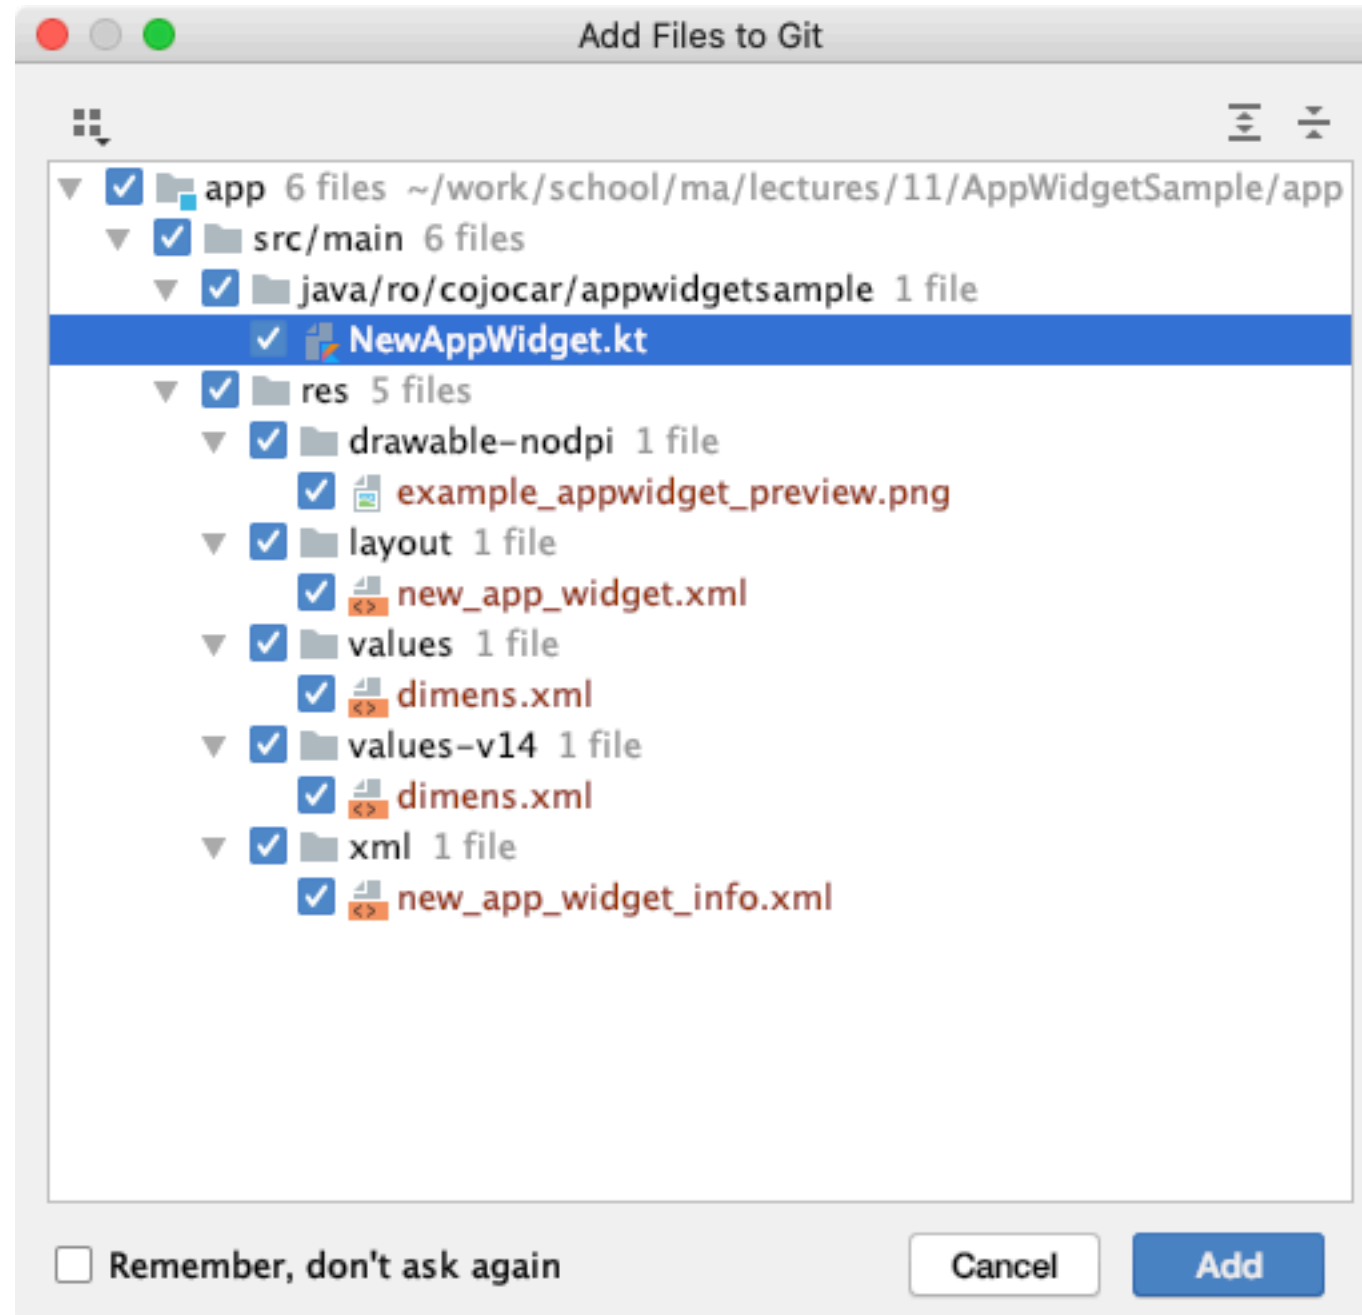 Add Files to Git
app 6 files ~/work/school/ma/lectures/11/AppWidgetSample/app
src/main 6 files
java/ro/cojocar/appwidgetsample 1 file
NewAppWidget.kt
res 5 files
drawable-nodpi 1 file
example_appwidget_preview.png
layout 1 file
new_app_widget.xml
values 1 file
dimens.xml
values-v14 1 file
dimens.xml
xml 1 file
new_app_widget_info.xml
Remember, don't ask again
Cancel
Add